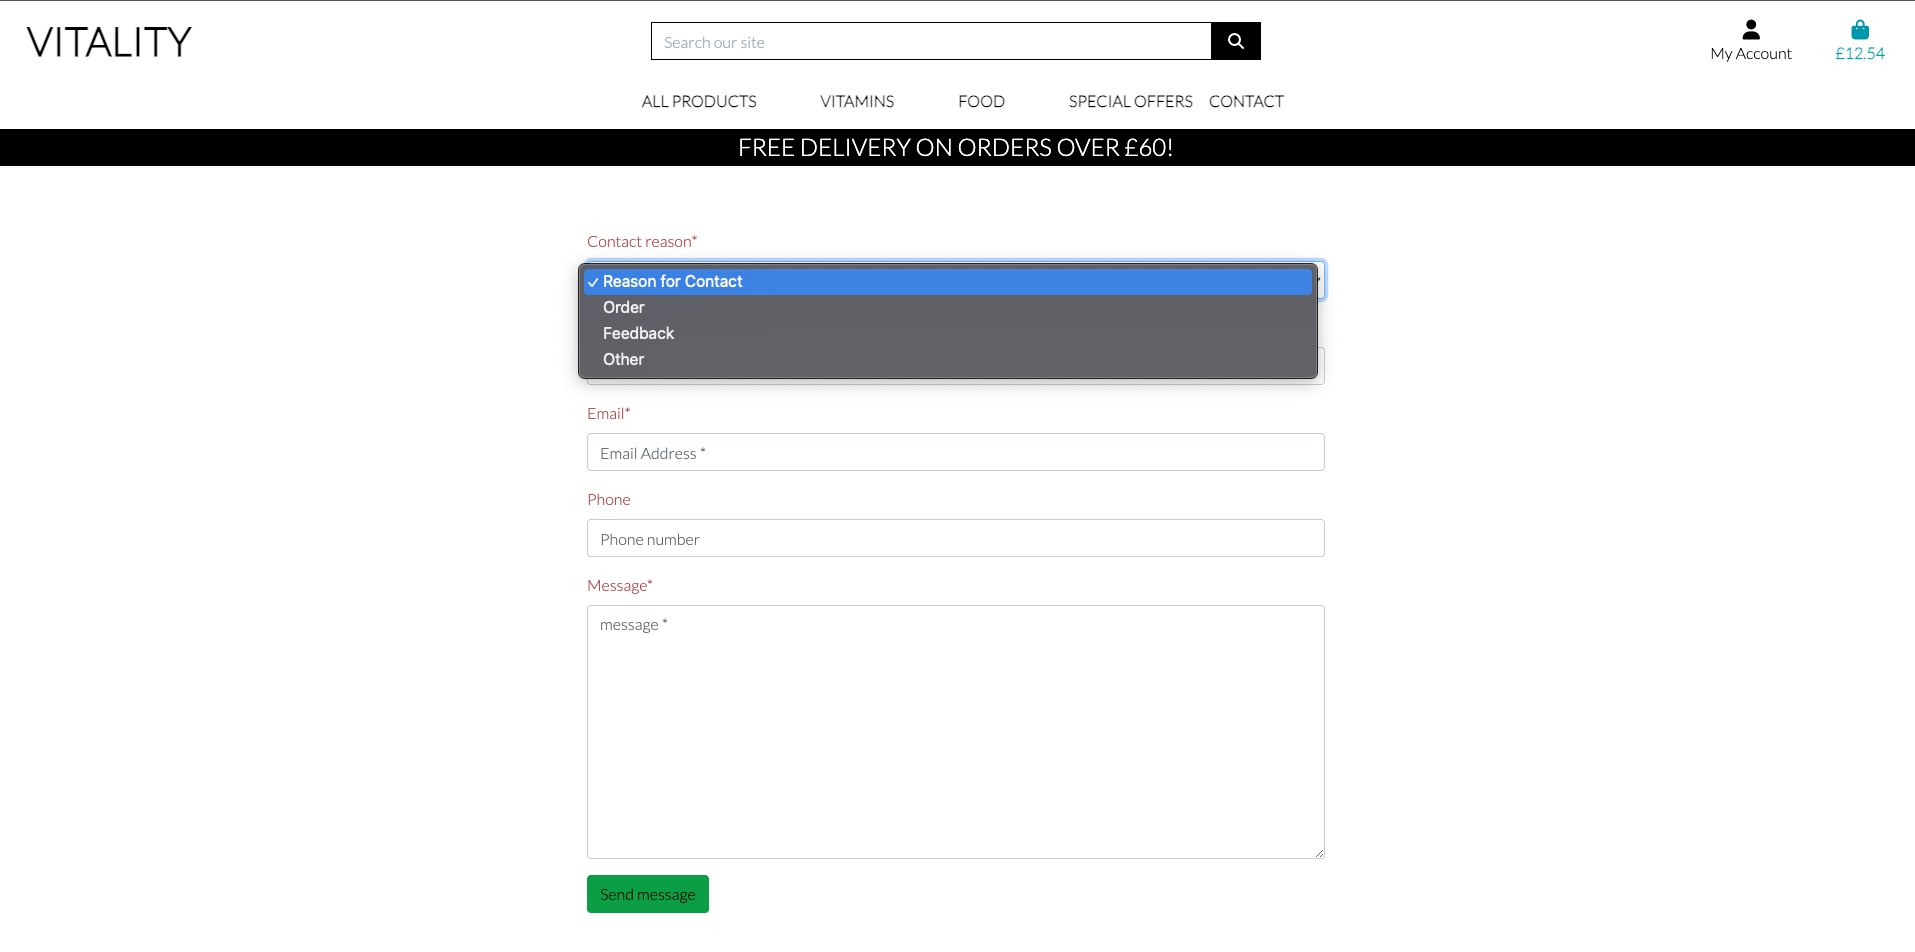 VITALITY
Search our site
My Account
£12.54
ALL PRODUCTS VITAMINS FOOD SPECIAL OFFERS CONTACT
FREE DELIVERY ON ORDERS OVER £60!
Contact reason*
✓ Reason for Contact
Order
Feedback
Other
Email*
Email Address *
Phone
Phone number
Message*
message *
Send message